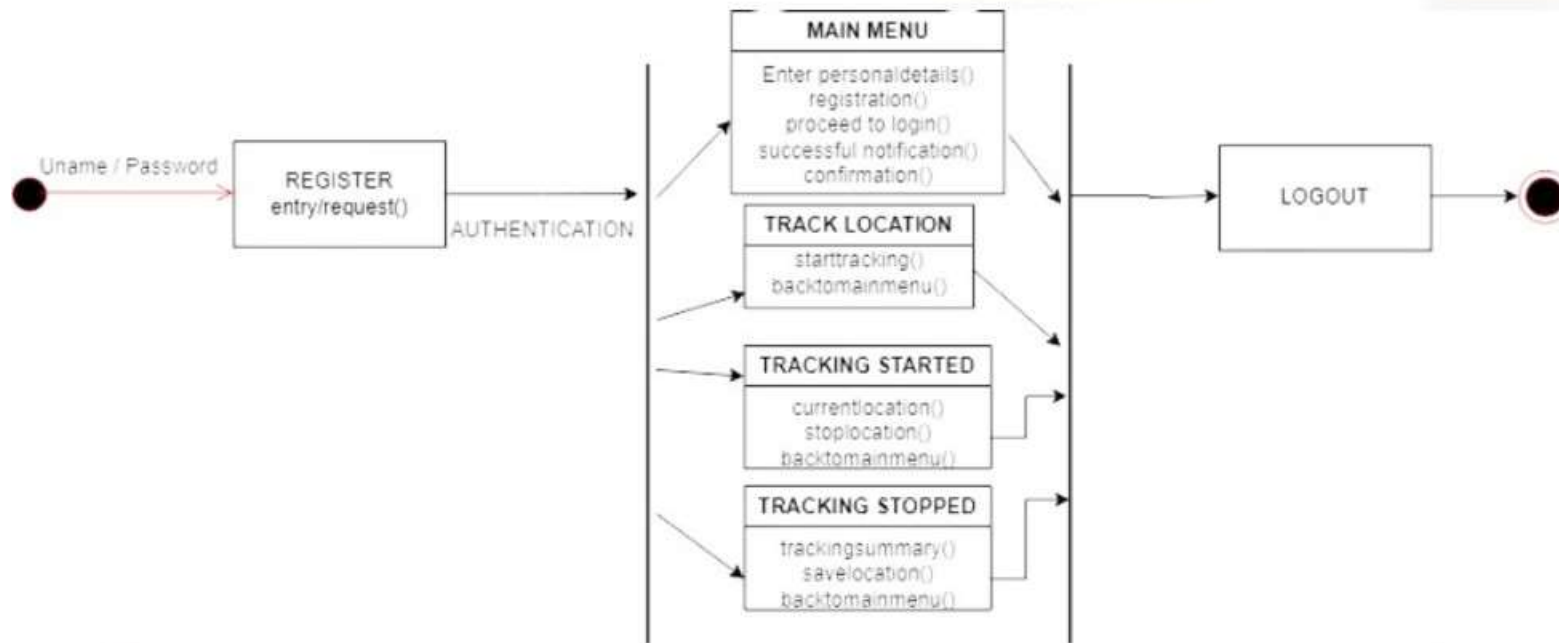 MAIN MENU
Enter personaldetails()
registration()
proceed to login()
successful notification()
confirmation()
Uname / Password
REGISTER
entry/request()
AUTHENTICATION
TRACK LOCATION
starttracking()
backtomainmenu()
TRACKING STARTED
currentlocation()
stoplocation()
backtomainmenu()
TRACKING STOPPED
trackingsummary()
savelocation()
backtomainmenu()
LOGOUT